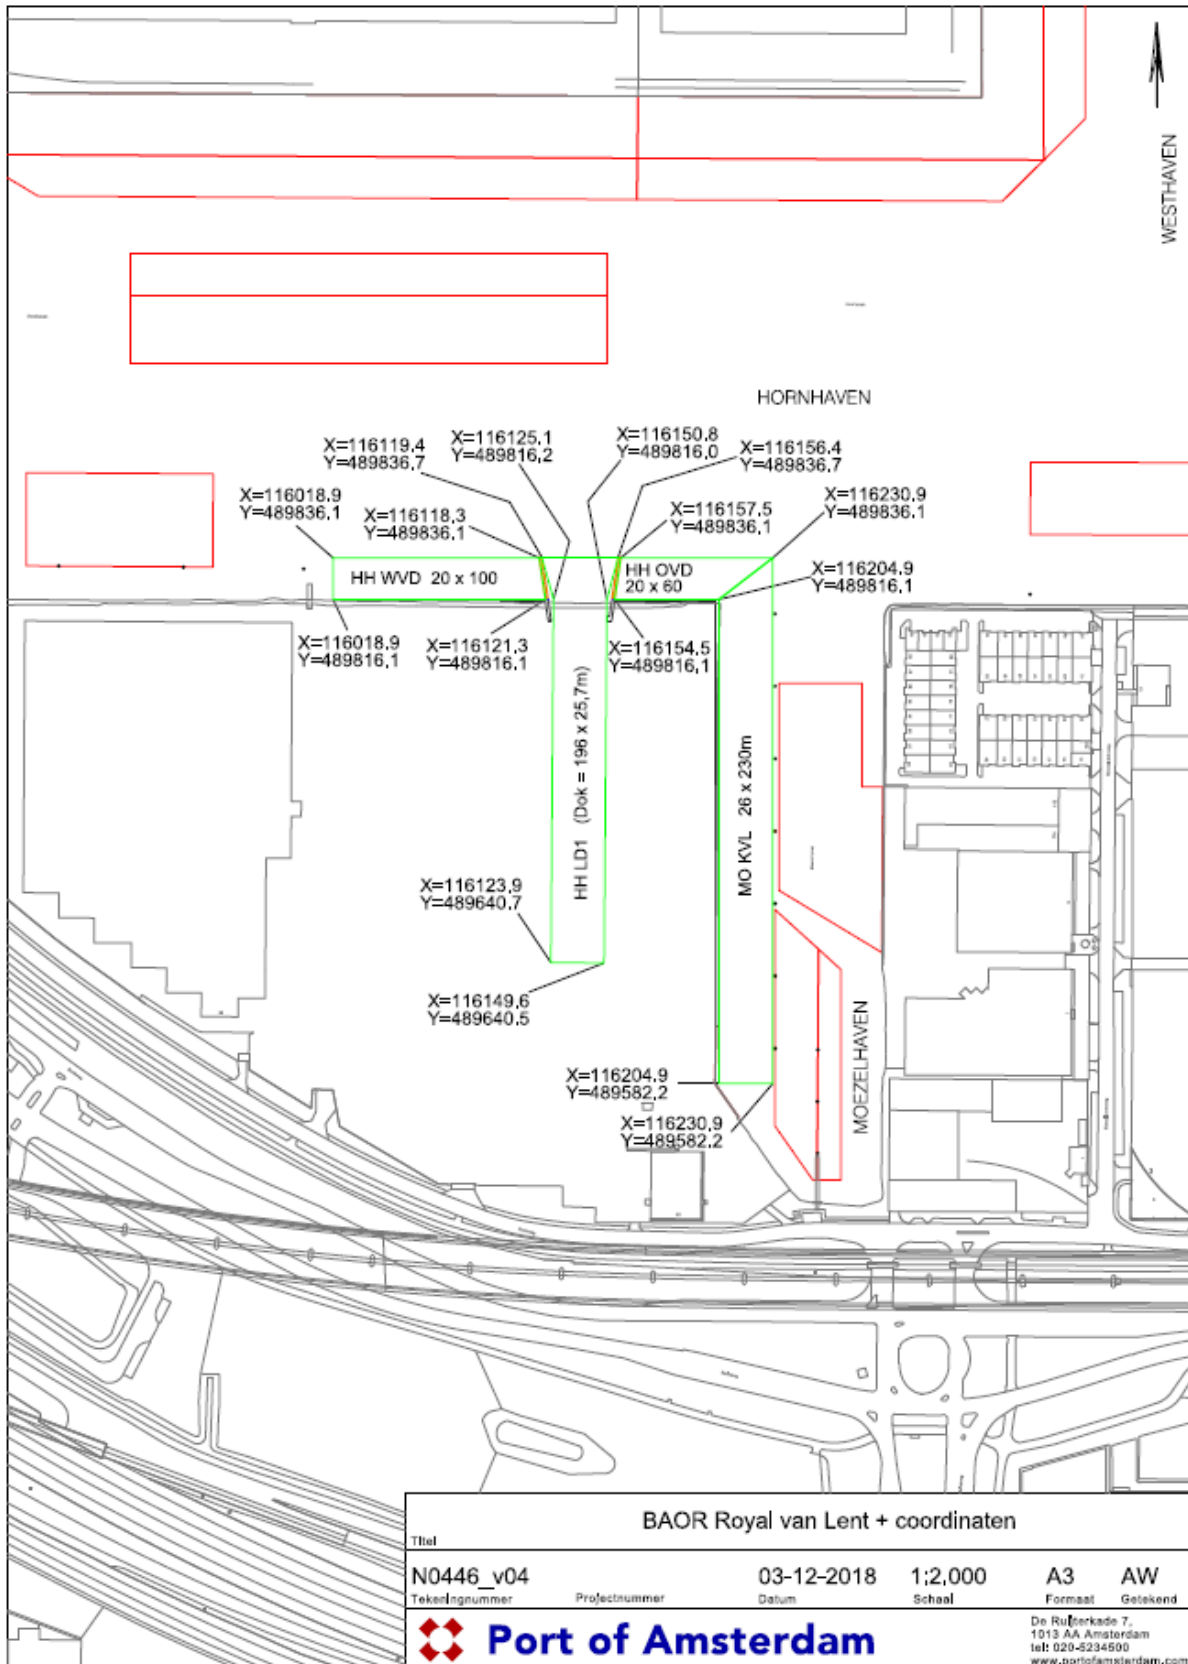 WESTHAVEN
HORNHAVEN
X=116119.4
Y=489836.7
X=116125.1
Y=489816.2
X=116150.8
Y=489816.0
X=116156.4
Y=489836.7
X=116018.9
Y=489836.1
X=116118.3
Y=489836.1
X=116157.5
Y=489836.1
X=116230.9
Y=489836.1
HH WVD 20 x 100
HH OVD
20 x 60
X=116204.9
Y=489816.1
X=116018.9
Y=489816.1
X=116121.3
Y=489816.1
X=116154.5
Y=489816.1
HH LD1 (Dok = 196 x 25,7m)
MO KVL 26 x 230m
X=116123.9
Y=489640.7
X=116149.6
Y=489640.5
MOEZELHAVEN
X=116204.9
Y=489582.2
X=116230.9
Y=489582.2
BAOR Royal van Lent + coordinaten
Titel
N0446_v04 03-12-2018 1:2,000 A3 AW
Tekeningnummer Projectnummer Datum Schaal Formaat Getekend
Port of Amsterdam
De Ruijterkade 7,
1013 AA Amsterdam
tel: 020-5234500
www.portofamsterdam.com